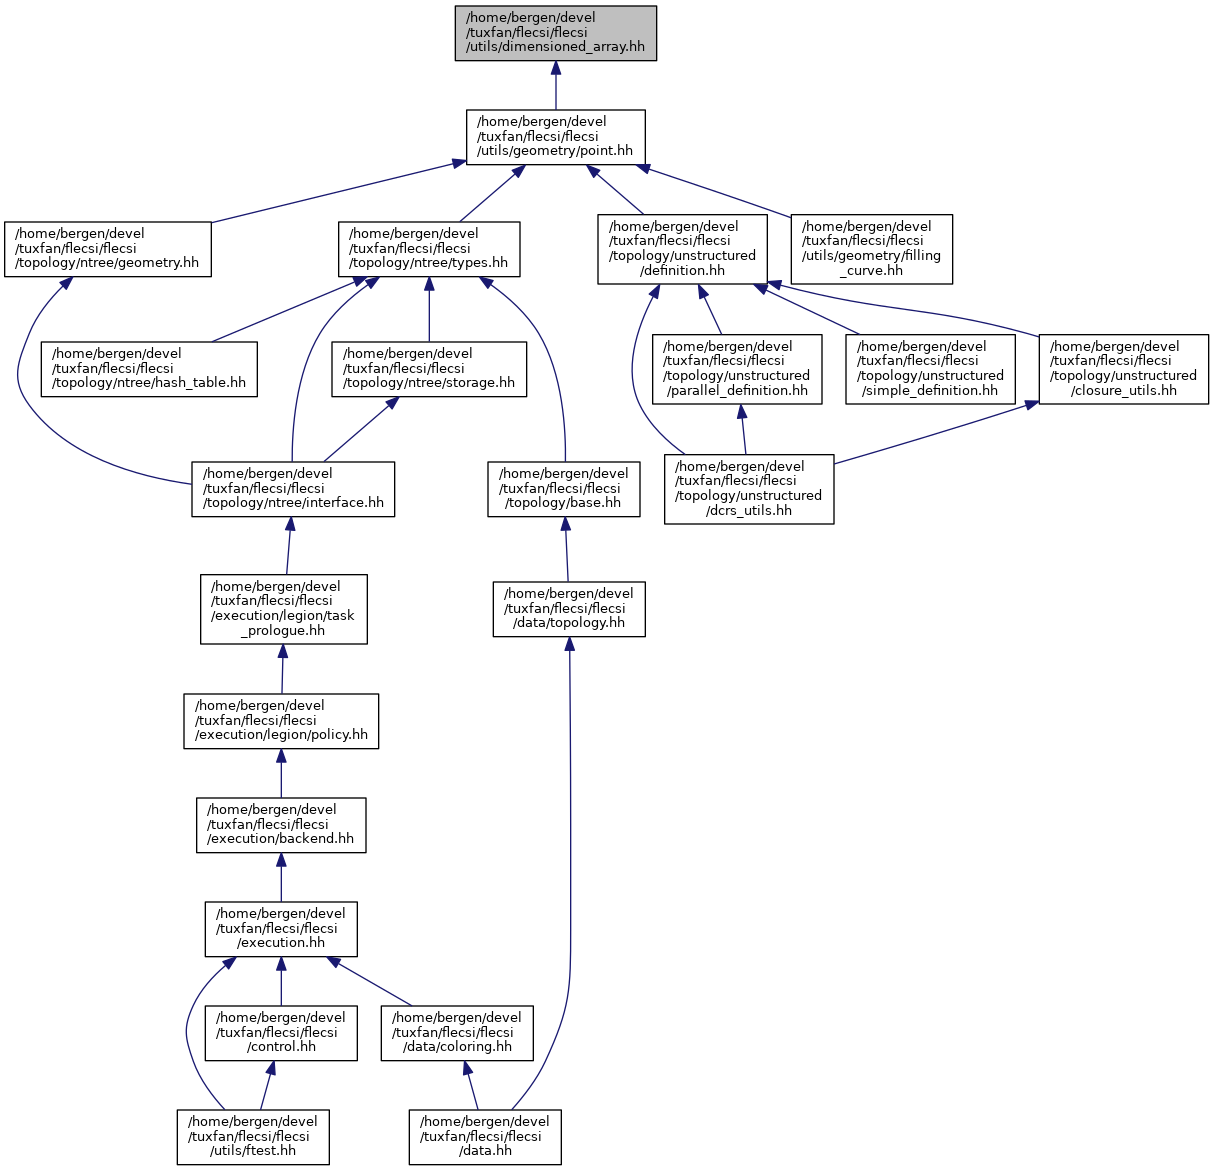 /home/bergen/devel
/tuxfan/flecsi/flecsi
/utils/dimensioned_array.hh
/home/bergen/devel
/tuxfan/flecsi/flecsi
/utils/geometry/point.hh
/home/bergen/devel
/tuxfan/flecsi/flecsi
/topology/ntree/geometry.hh
/home/bergen/devel
/tuxfan/flecsi/flecsi
/topology/ntree/types.hh
/home/bergen/devel
/tuxfan/flecsi/flecsi
/topology/unstructured
/definition.hh
/home/bergen/devel
/tuxfan/flecsi/flecsi
/utils/geometry/filling
_curve.hh
/home/bergen/devel
/tuxfan/flecsi/flecsi
/topology/ntree/hash_table.hh
/home/bergen/devel
/tuxfan/flecsi/flecsi
/topology/ntree/storage.hh
/home/bergen/devel
/tuxfan/flecsi/flecsi
/topology/unstructured
/parallel_definition.hh
/home/bergen/devel
/tuxfan/flecsi/flecsi
/topology/unstructured
/simple_definition.hh
/home/bergen/devel
/tuxfan/flecsi/flecsi
/topology/unstructured
/closure_utils.hh
/home/bergen/devel
/tuxfan/flecsi/flecsi
/topology/ntree/interface.hh
/home/bergen/devel
/tuxfan/flecsi/flecsi
/topology/base.hh
/home/bergen/devel
/tuxfan/flecsi/flecsi
/topology/unstructured
/dcrs_utils.hh
/home/bergen/devel
/tuxfan/flecsi/flecsi
/execution/legion/task
_prologue.hh
/home/bergen/devel
/tuxfan/flecsi/flecsi
/data/topology.hh
/home/bergen/devel
/tuxfan/flecsi/flecsi
/execution/legion/policy.hh
/home/bergen/devel
/tuxfan/flecsi/flecsi
/execution/backend.hh
/home/bergen/devel
/tuxfan/flecsi/flecsi
/execution.hh
/home/bergen/devel
/tuxfan/flecsi/flecsi
/control.hh
/home/bergen/devel
/tuxfan/flecsi/flecsi
/data/coloring.hh
/home/bergen/devel
/tuxfan/flecsi/flecsi
/utils/ftest.hh
/home/bergen/devel
/tuxfan/flecsi/flecsi
/data.hh